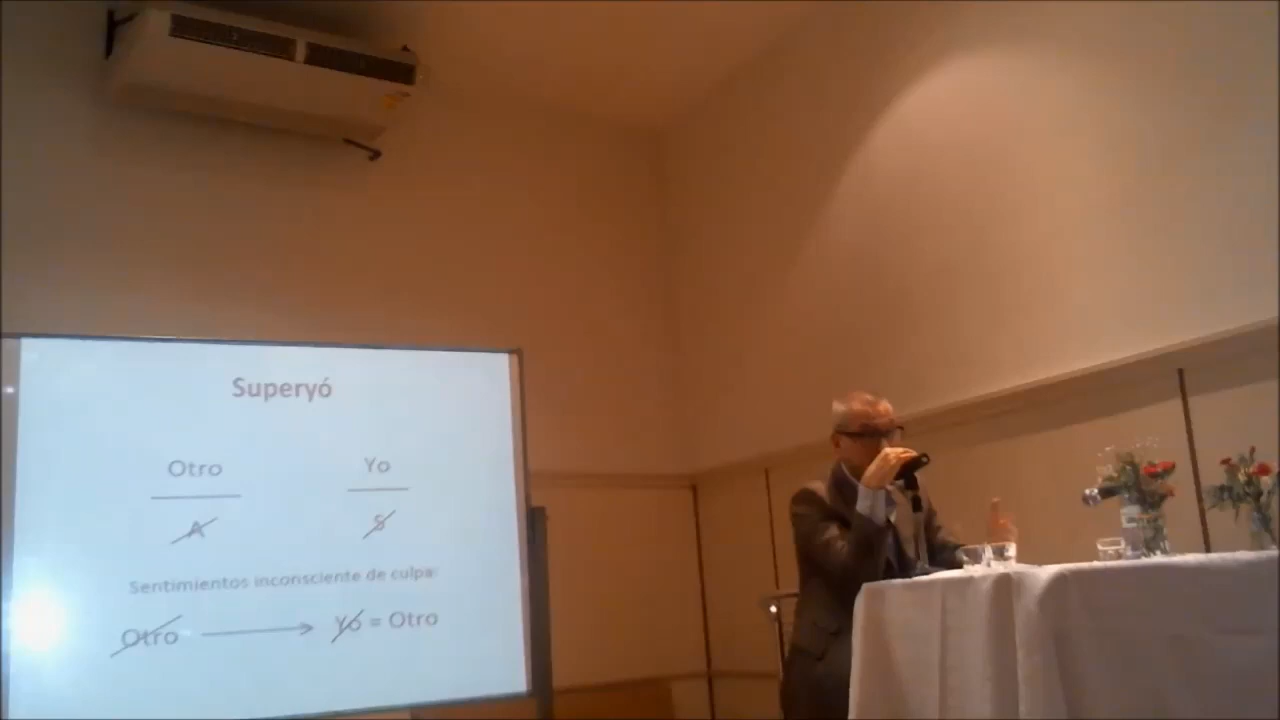 Superyó
Otro Yo
A S
Sentimientos inconsciente de culpa:
Otro → Yo = Otro